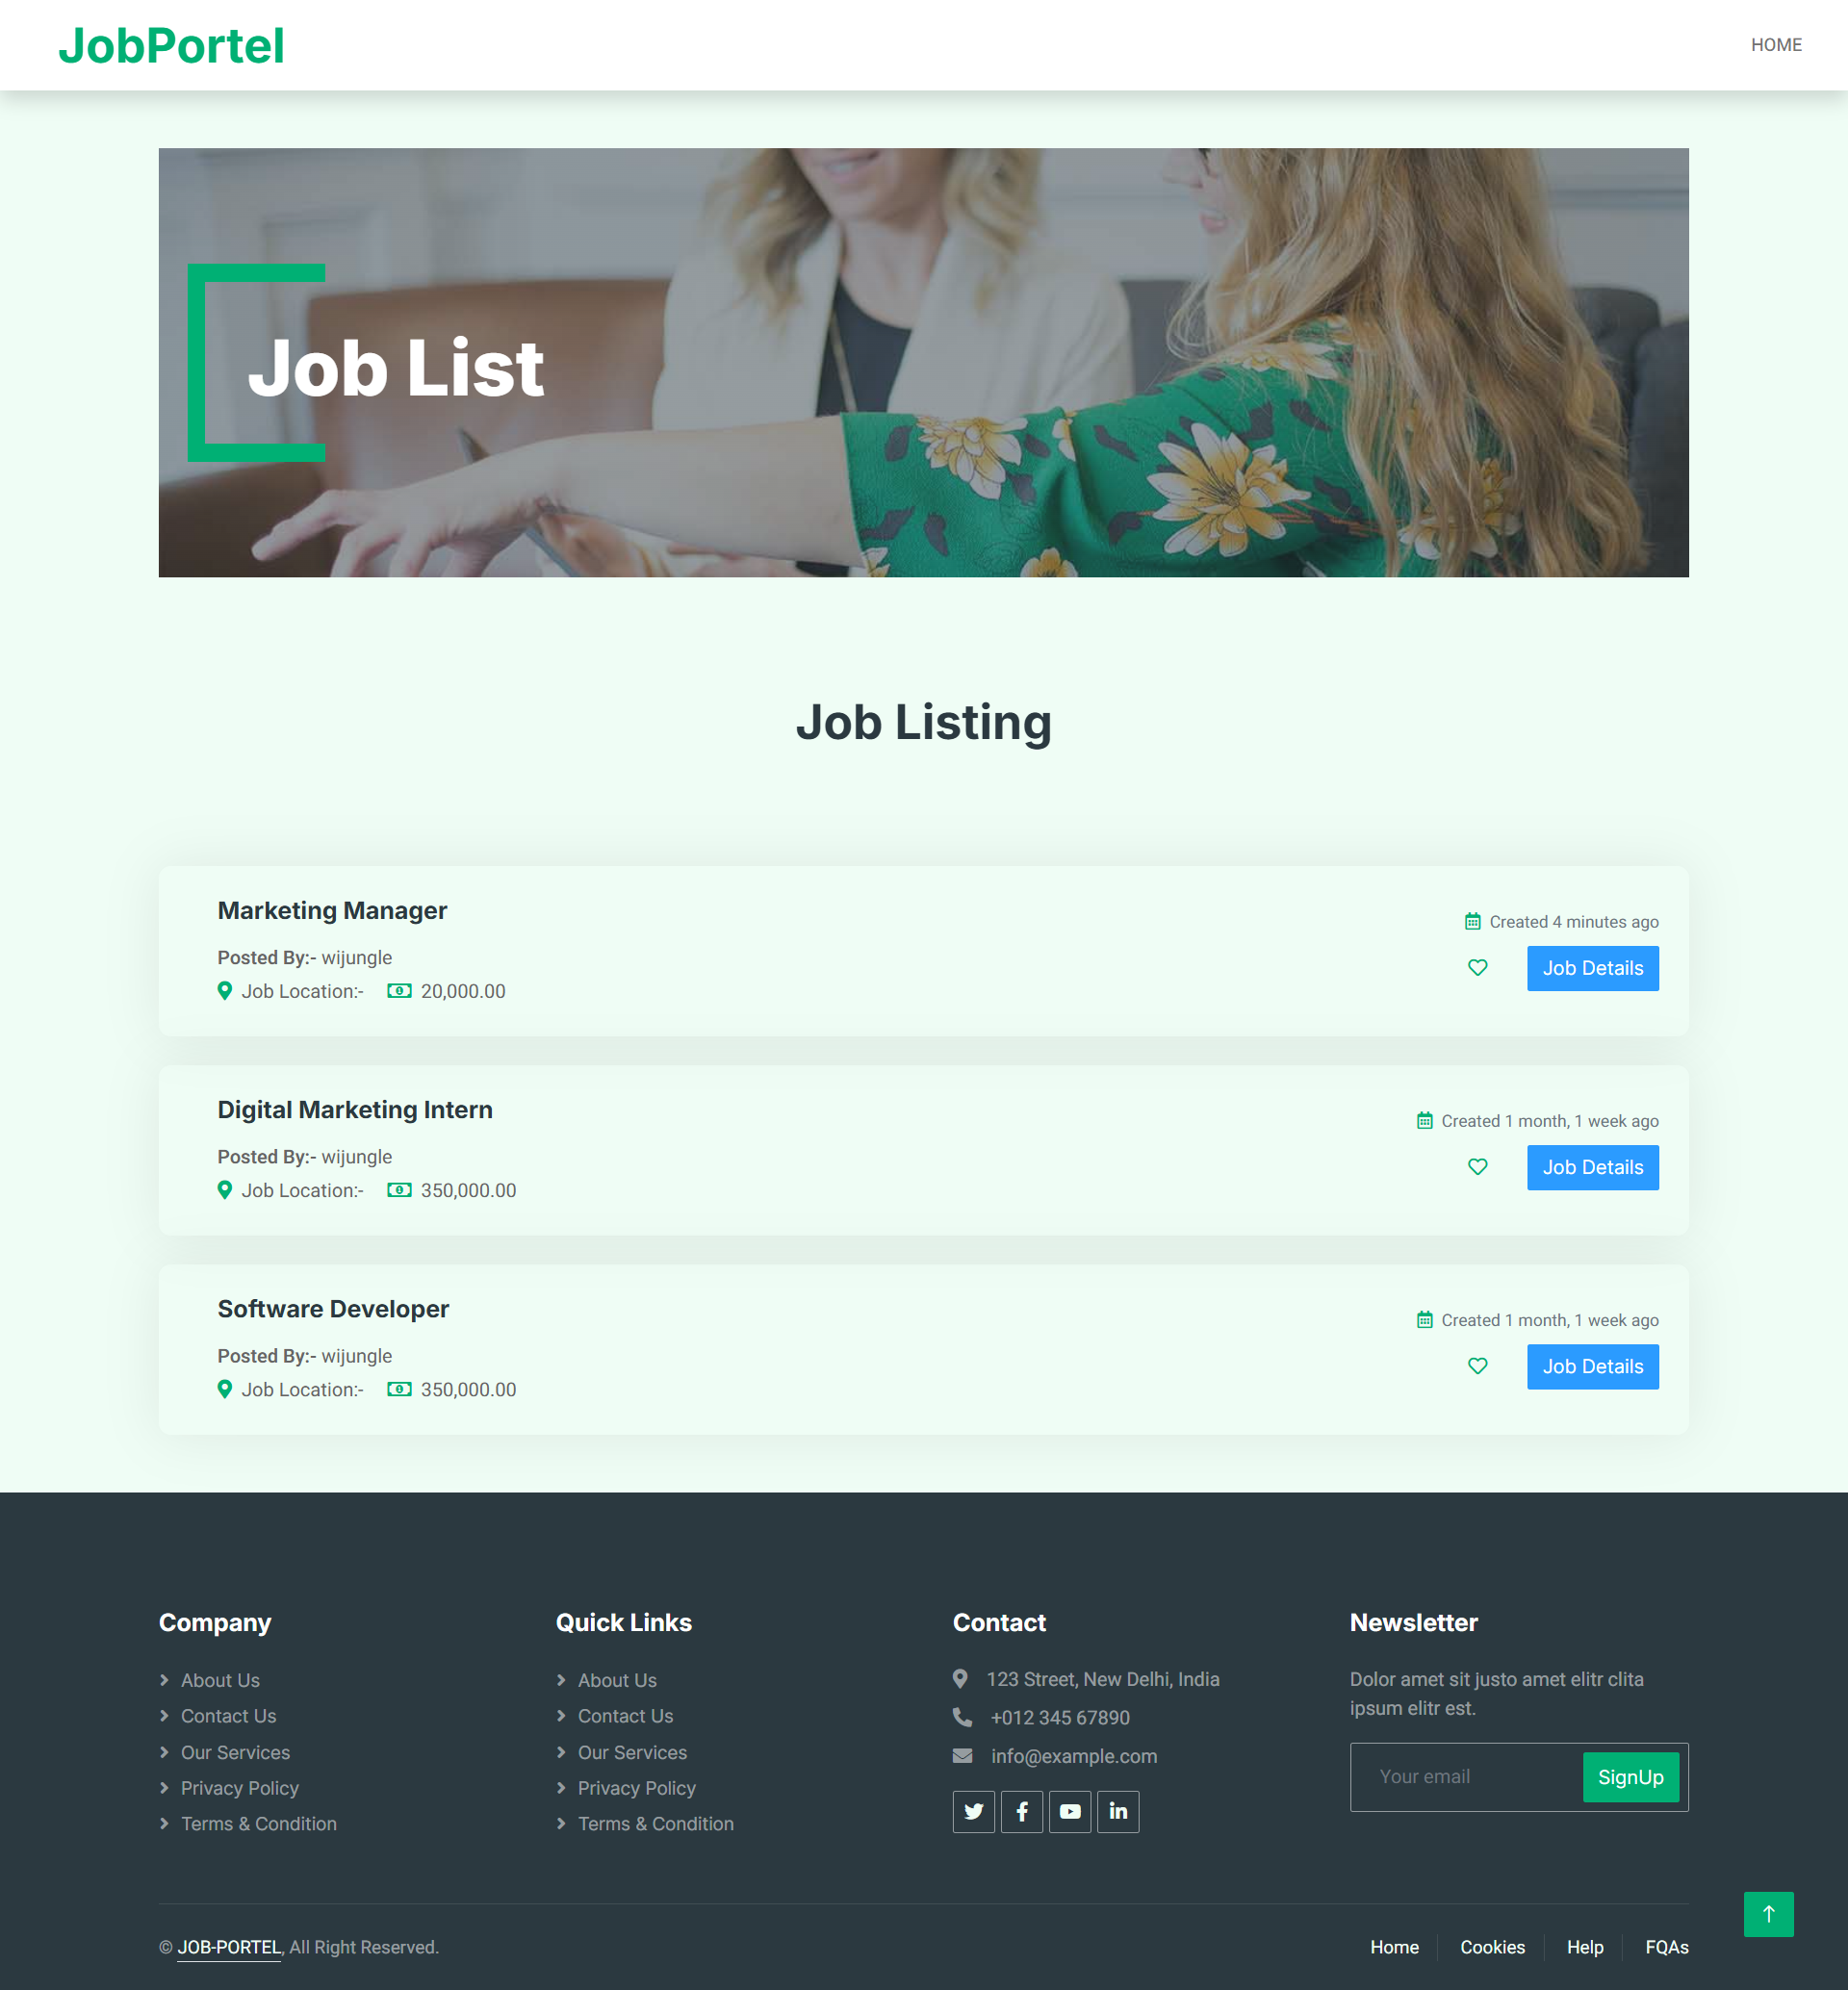 JobPortel
HOME
Job List
Job Listing
Marketing Manager
Created 4 minutes ago
Posted By:- wijungle
Job Details
Job Location:- 20,000.00
Digital Marketing Intern
Created 1 month, 1 week ago
Posted By:- wijungle
Job Details
Job Location:- 350,000.00
Software Developer
Created 1 month, 1 week ago
Posted By:- wijungle
Job Details
Job Location:- 350,000.00
Company
About Us
Contact Us
Our Services
Privacy Policy
Terms & Condition
Quick Links
About Us
Contact Us
Our Services
Privacy Policy
Terms & Condition
Contact
123 Street, New Delhi, India
+012 345 67890
info@example.com
Newsletter
Dolor amet sit justo amet elitr clita
ipsum elitr est.
Your email
SignUp
© JOB-PORTEL, All Right Reserved.
Home
Cookies
Help
FQAs